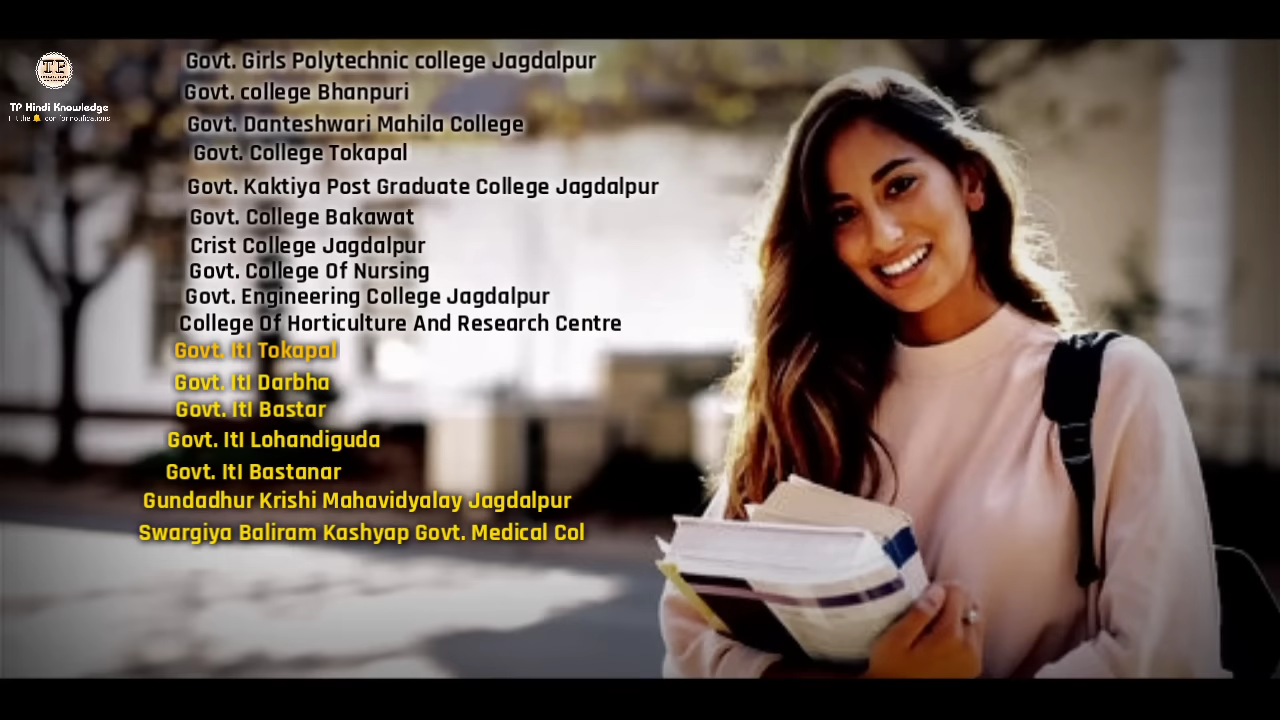 TP
TP Hindi Knowledge
Govt. Girls Polytechnic college Jagdalpur
Govt. college Bhanpuri
Govt. Danteshwari Mahila College
Govt. College Tokapal
Govt. Kaktiya Post Graduate College Jagdalpur
Govt. College Bakawat
Crist College Jagdalpur
Govt. College Of Nursing
Govt. Engineering College Jagdalpur
College Of Horticulture And Research Centre
Govt. ItI Tokapal
Govt. ItI Darbha
Govt. ItI Bastar
Govt. ItI Lohandiguda
Govt. ItI Bastanar
Gundadhur Krishi Mahavidyalay Jagdalpur
Swargiya Baliram Kashyap Govt. Medical Col